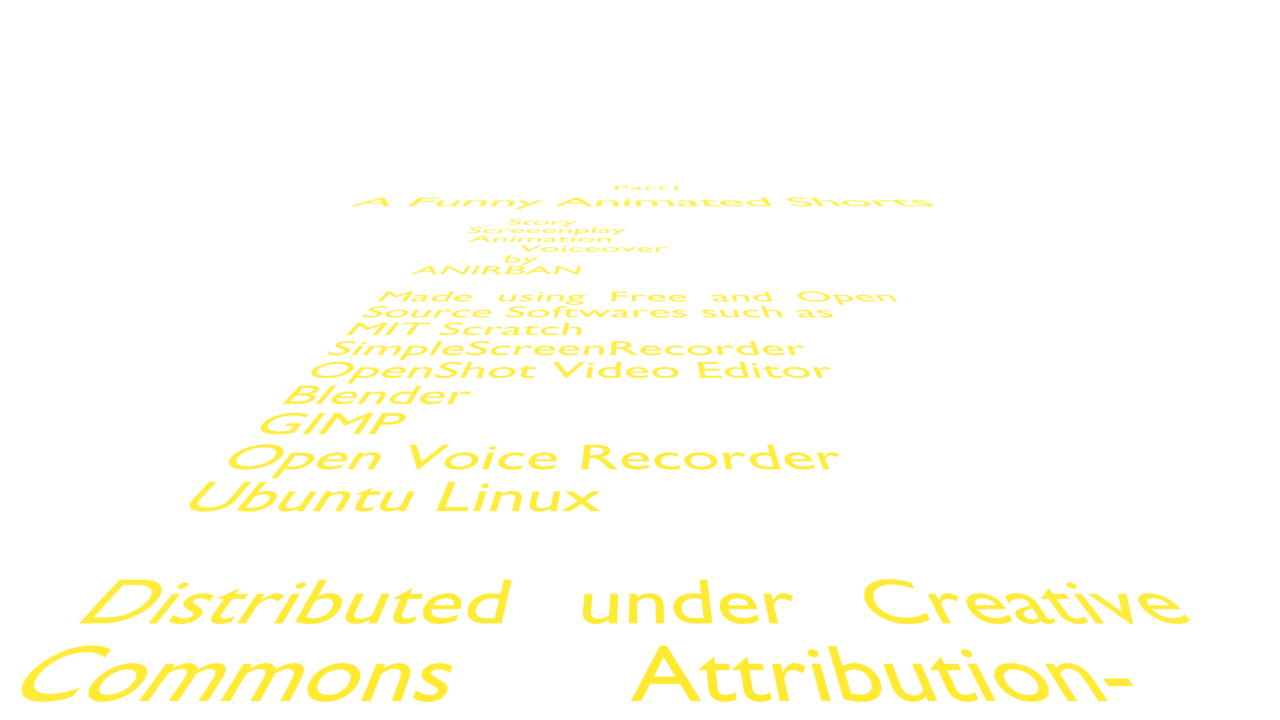 Part I
A Funny Animated Shorts
Story
Screeenplay
Animation
Voiceover
by
ANIRBAN
Made using Free and Open
Source Softwares such as
MIT Scratch
SimpleScreenRecorder
OpenShot Video Editor
Blender
GIMP
Open Voice Recorder
Ubuntu Linux
Distributed under Creative
Commons Attribution-